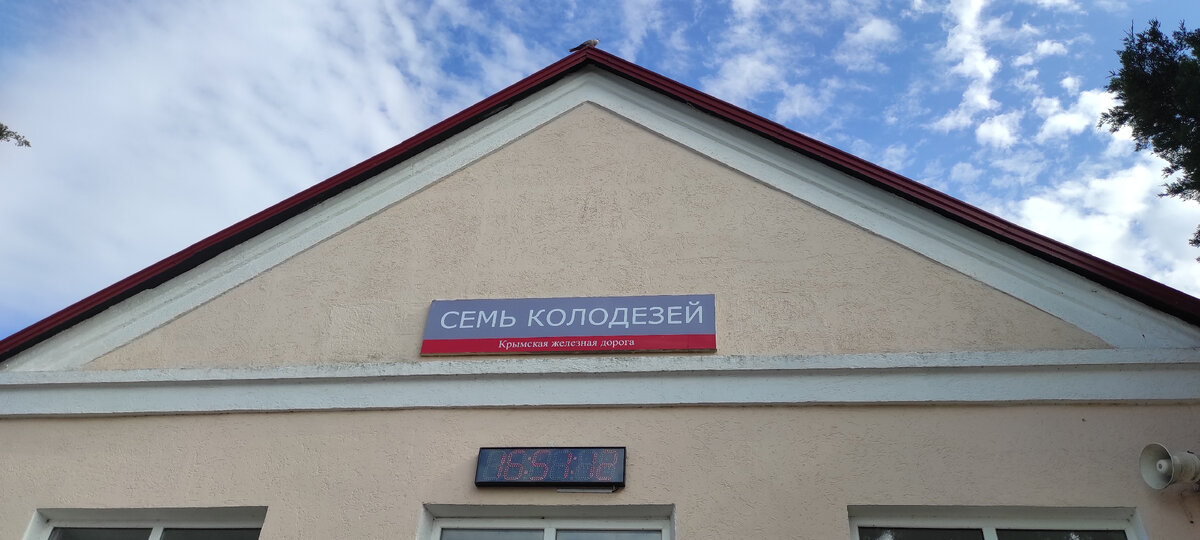 СЕМЬ КОЛОДЕЗЕЙ
Крымская железная дорога
16:51:12